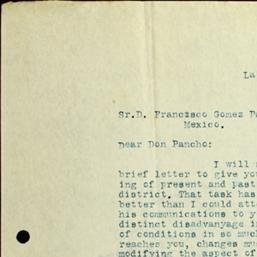 La
Sr.D. Francisco Gomez P
Mexico.
Dear Don Pancho:
I will
brief letter to give you
ing of present and past
district. That task has
better than I could att
his communications to y
distinct disadvanyage i
of conditions in so much
reaches you, changes mu
modifying the aspect of